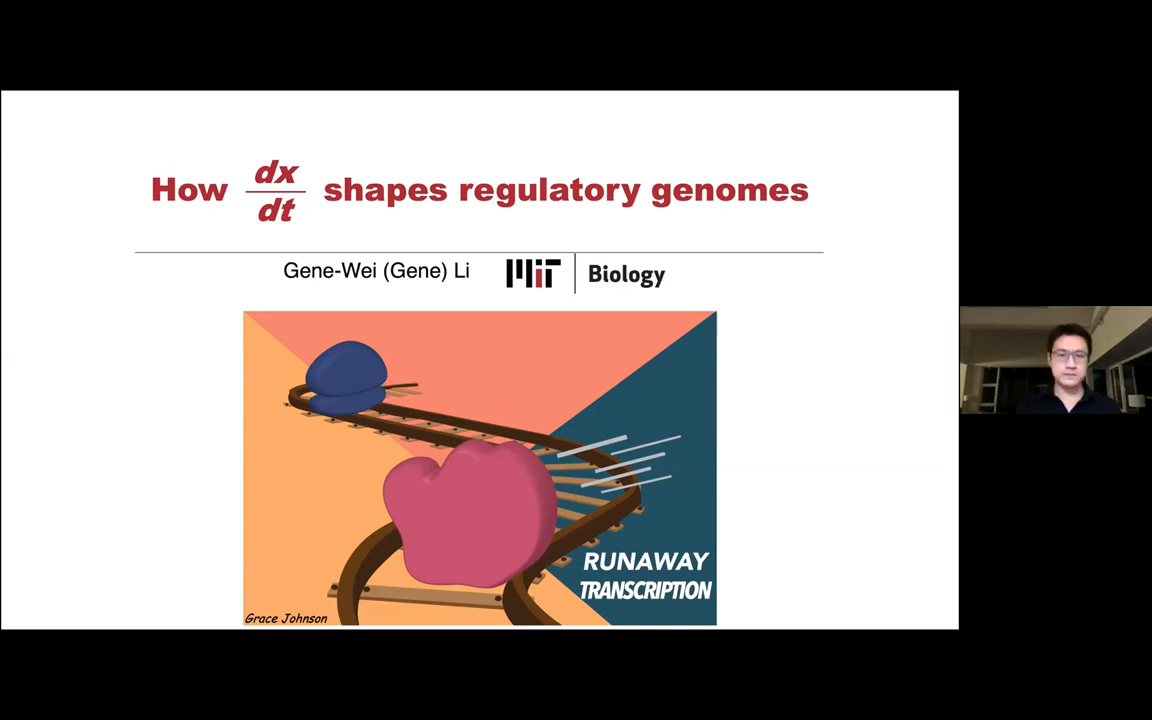 How dx/dt shapes regulatory genomes
Gene-Wei (Gene) Li
MIT Biology
RUNAWAY
TRANSCRIPTION
Grace Johnson